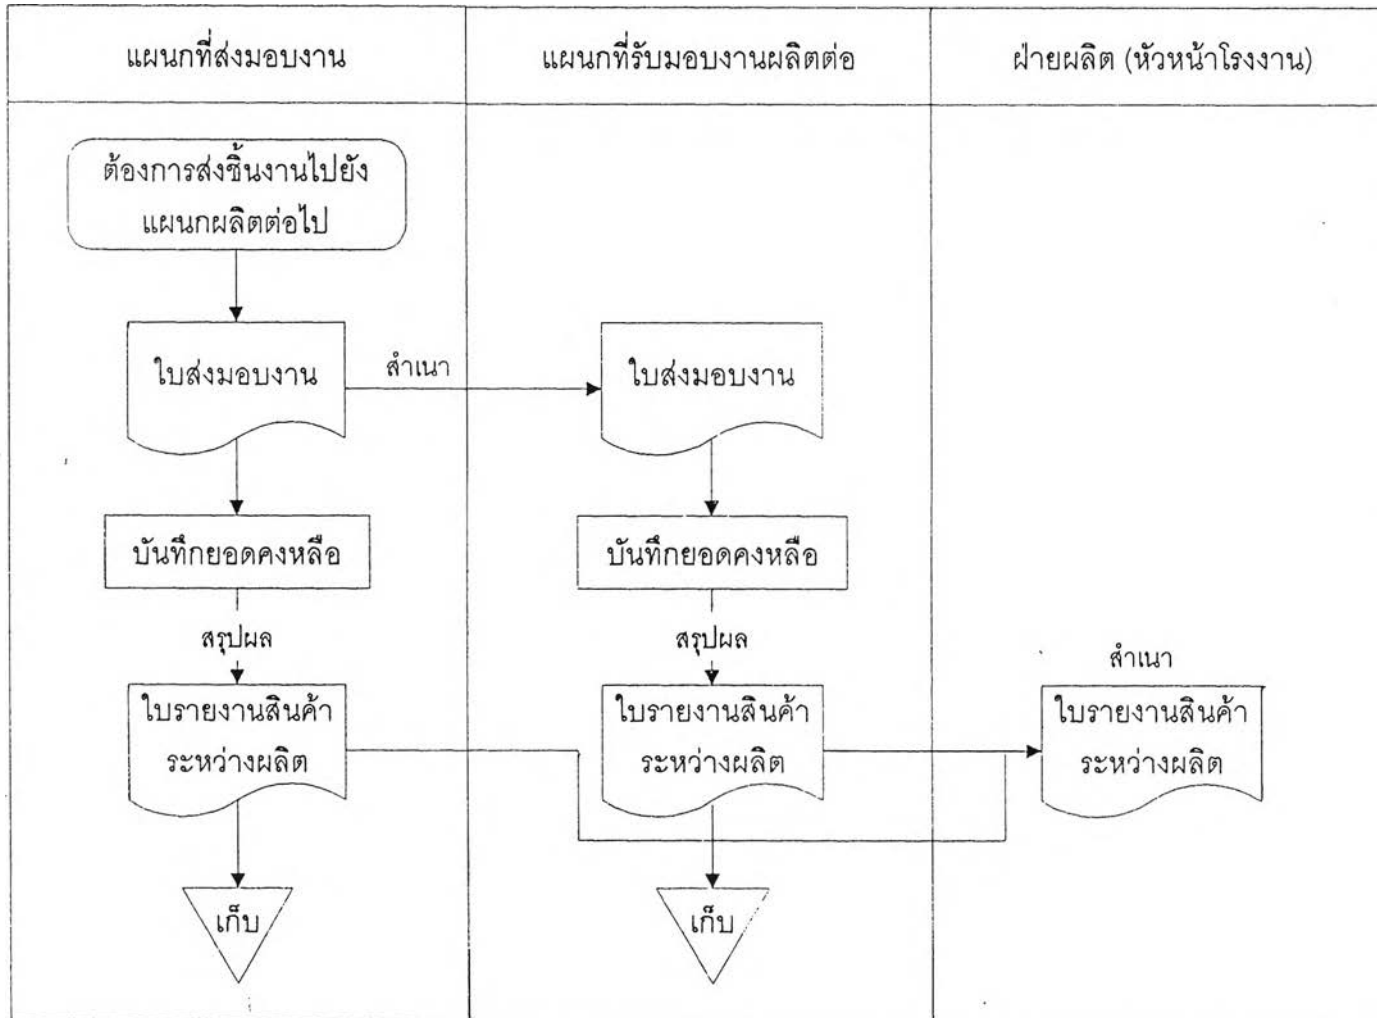 แผนกที่ส่งมอบงาน
แผนกที่รับมอบงานผลิตต่อ
ฝ่ายผลิต (หัวหน้าโรงงาน)
ต้องการส่งชิ้นงานไปยัง
แผนกผลิตต่อไป
ใบส่งมอบงาน
สำเนา
ใบส่งมอบงาน
บันทึกยอดคงหลือ
บันทึกยอดคงหลือ
สรุปผล
สรุปผล
สำเนา
ใบรายงานสินค้า
ระหว่างผลิต
ใบรายงานสินค้า
ระหว่างผลิต
ใบรายงานสินค้า
ระหว่างผลิต
เก็บ
เก็บ